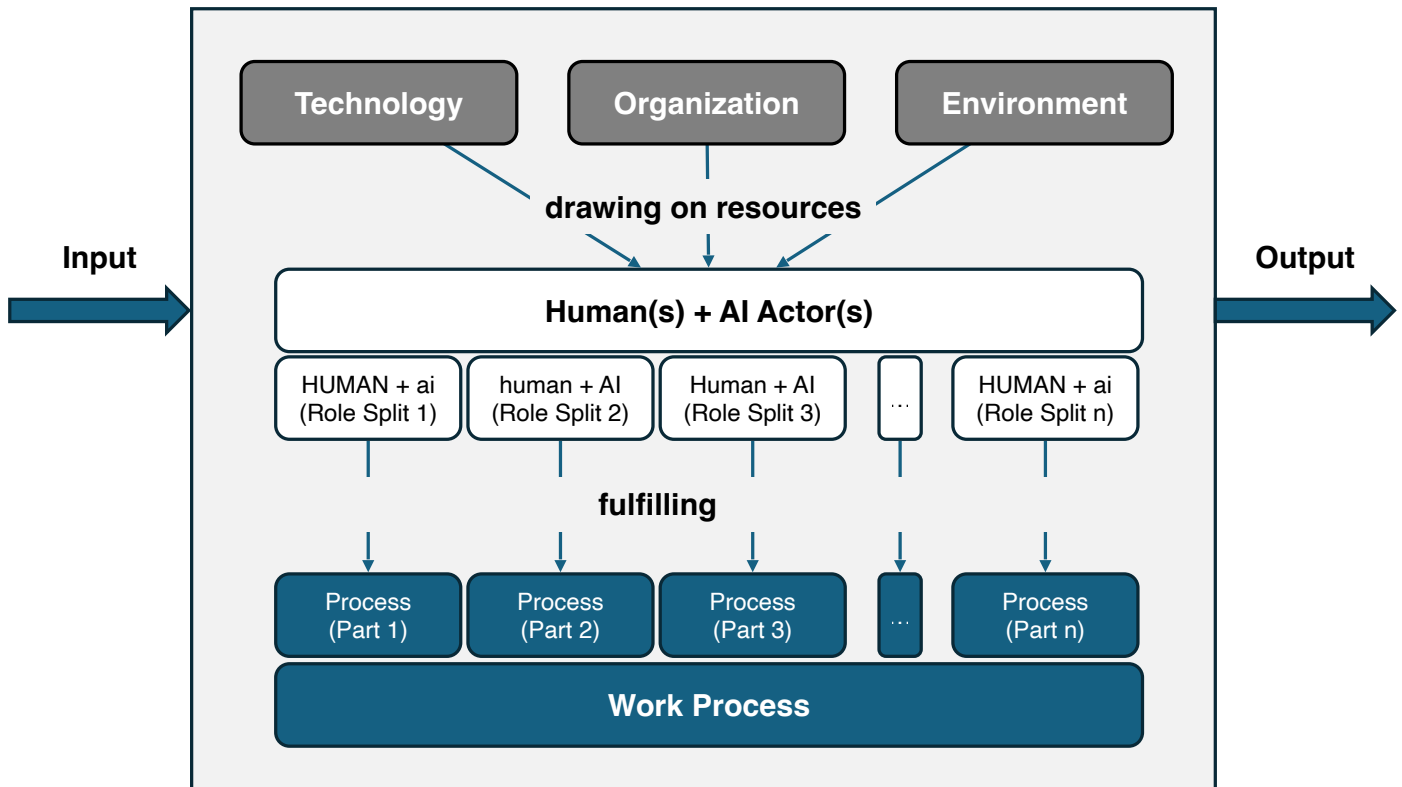 Technology
Organization
Environment
drawing on resources
Input
Output
Human(s) + AI Actor(s)
HUMAN + ai
(Role Split 1)
human + AI
(Role Split 2)
Human + AI
(Role Split 3)
...
HUMAN + ai
(Role Split n)
fulfilling
Process
(Part 1)
Process
(Part 2)
Process
(Part 3)
...
Process
(Part n)
Work Process